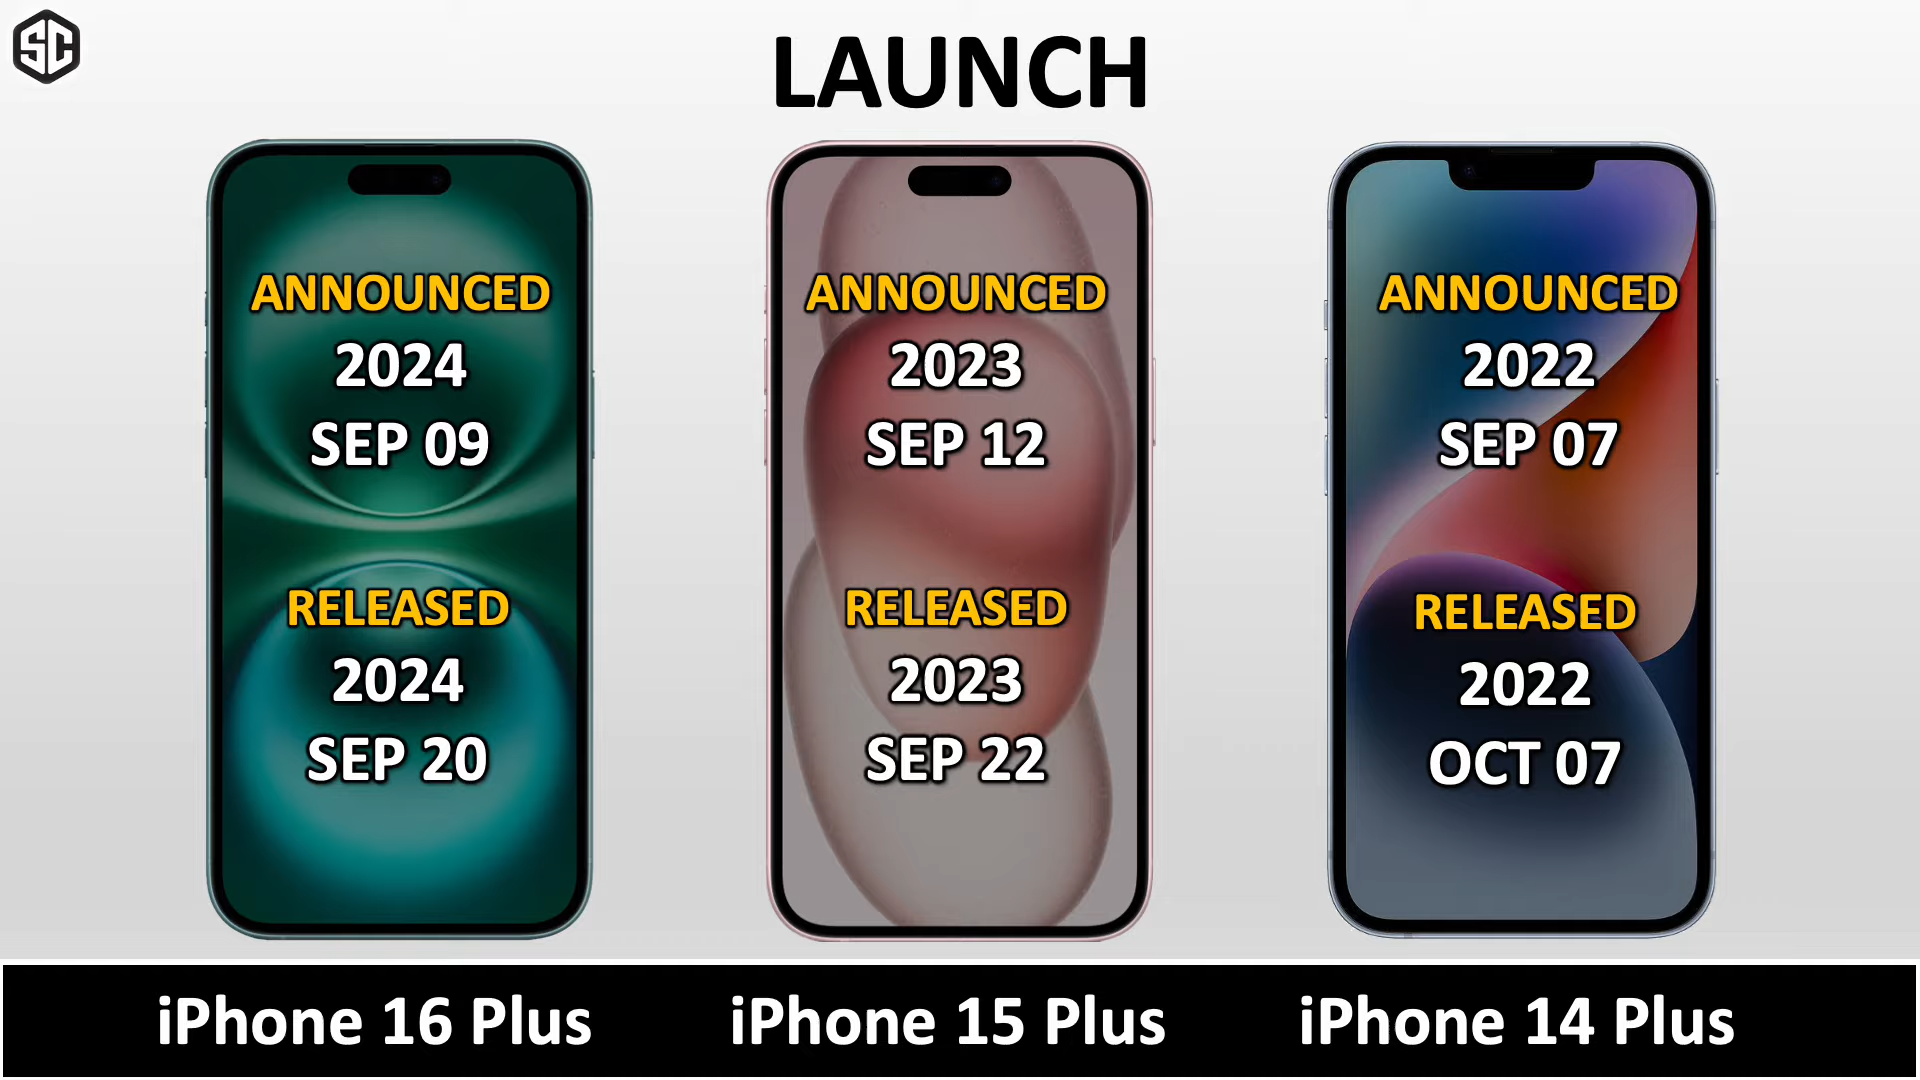 SC
LAUNCH
ANNOUNCED
2024
SEP 09
RELEASED
2024
SEP 20
ANNOUNCED
2023
SEP 12
RELEASED
2023
SEP 22
ANNOUNCED
2022
SEP 07
RELEASED
2022
OCT 07
iPhone 16 Plus
iPhone 15 Plus
iPhone 14 Plus